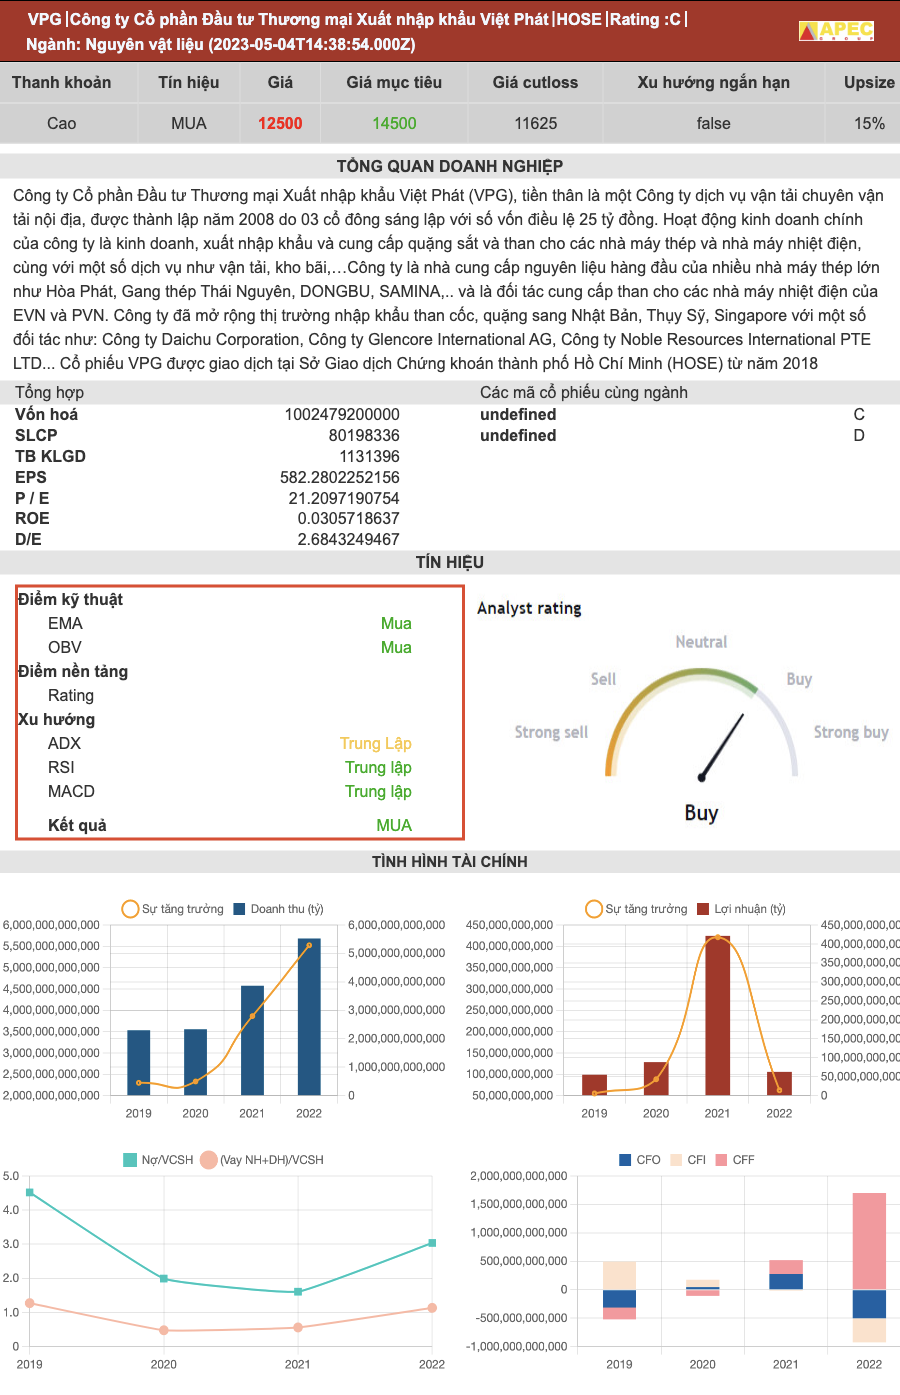 VPG |Công ty Cổ phần Đầu tư Thương mại Xuất nhập khẩu Việt Phát |HOSE |Rating :C |
Ngành: Nguyên vật liệu (2023-05-04T14:38:54.000Z)
APEC
GROUP
Thanh khoản Tín hiệu Giá Giá mục tiêu Giá cutloss Xu hướng ngắn hạn Upsize
Cao MUA 12500 14500 11625 false 15%
TỔNG QUAN DOANH NGHIỆP
Công ty Cổ phần Đầu tư Thương mại Xuất nhập khẩu Việt Phát (VPG), tiền thân là một Công ty dịch vụ vận tải chuyên vận
tải nội địa, được thành lập năm 2008 do 03 cổ đông sáng lập với số vốn điều lệ 25 tỷ đồng. Hoạt động kinh doanh chính
của công ty là kinh doanh, xuất nhập khẩu và cung cấp quặng sắt và than cho các nhà máy thép và nhà máy nhiệt điện,
cùng với một số dịch vụ như vận tải, kho bãi,…Công ty là nhà cung cấp nguyên liệu hàng đầu của nhiều nhà máy thép lớn
như Hòa Phát, Gang thép Thái Nguyên, DONGBU, SAMINA,.. và là đối tác cung cấp than cho các nhà máy nhiệt điện của
EVN và PVN. Công ty đã mở rộng thị trường nhập khẩu than cốc, quặng sang Nhật Bản, Thụy Sỹ, Singapore với một số
đối tác như: Công ty Daichu Corporation, Công ty Glencore International AG, Công ty Noble Resources International PTE
LTD... Cổ phiếu VPG được giao dịch tại Sở Giao dịch Chứng khoán thành phố Hồ Chí Minh (HOSE) từ năm 2018
Tổng hợp Các mã cổ phiếu cùng ngành
Vốn hoá 1002479200000 undefined C
SLCP 80198336 undefined D
TB KLGD 1131396
EPS 582.2802252156
P / E 21.2097190754
ROE 0.0305718637
D/E 2.6843249467
TÍN HIỆU
Điểm kỹ thuật
EMA Mua
OBV Mua
Điểm nền tảng
Rating
Xu hướng
ADX Trung Lập
RSI Trung lập
MACD Trung lập
Kết quả MUA
Analyst rating
Neutral
Sell Buy
Strong sell Strong buy
Buy
TÌNH HÌNH TÀI CHÍNH
Sự tăng trưởng Doanh thu (tỷ)
6,000,000,000,000 6,000,000,000,000
5,500,000,000,000 5,000,000,000,000
5,000,000,000,000 4,000,000,000,000
4,500,000,000,000 3,000,000,000,000
4,000,000,000,000 2,000,000,000,000
3,500,000,000,000 1,000,000,000,000
3,000,000,000,000 0
2,500,000,000,000
2,000,000,000,000
2019 2020 2021 2022
Sự tăng trưởng Lợi nhuận (tỷ)
450,000,000,000 450,000,000,00
400,000,000,000 400,000,000,00
350,000,000,000 350,000,000,00
300,000,000,000 300,000,000,00
250,000,000,000 250,000,000,00
200,000,000,000 200,000,000,00
150,000,000,000 150,000,000,00
100,000,000,000 100,000,000,00
50,000,000,000 50,000,000,000
0
2019 2020 2021 2022
Nợ/VCSH (Vay NH+DH)/VCSH
5.0
4.0
3.0
2.0
1.0
0
2019 2020 2021 2022
CFO CFI CFF
2,000,000,000,000
1,500,000,000,000
1,000,000,000,000
500,000,000,000
0
-500,000,000,000
-1,000,000,000,000
2019 2020 2021 2022